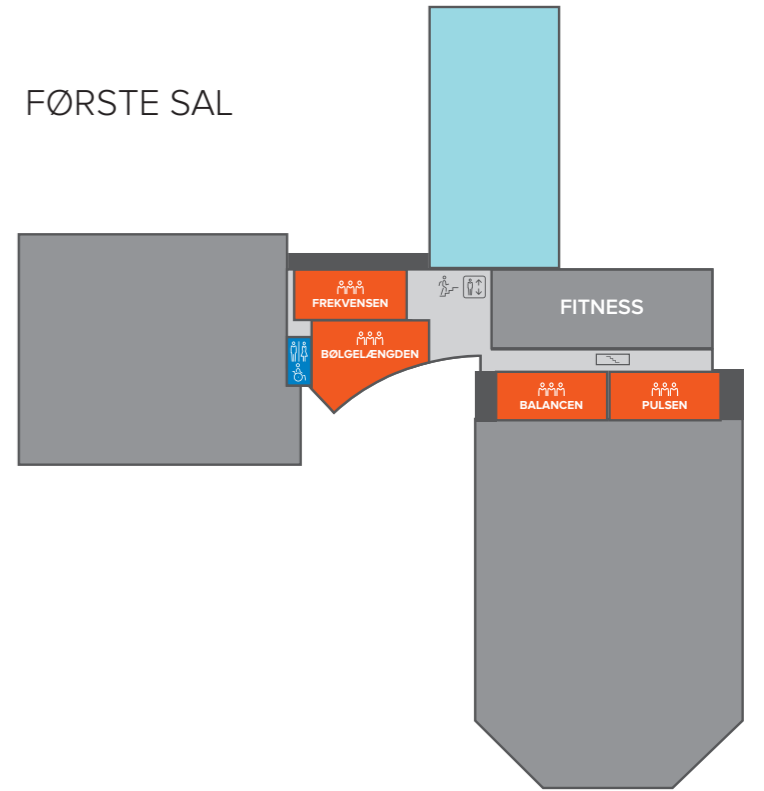 FØRSTE SAL
FREKVENSEN
FITNESS
BØLGELÆNGDEN
BALANCEN
PULSEN